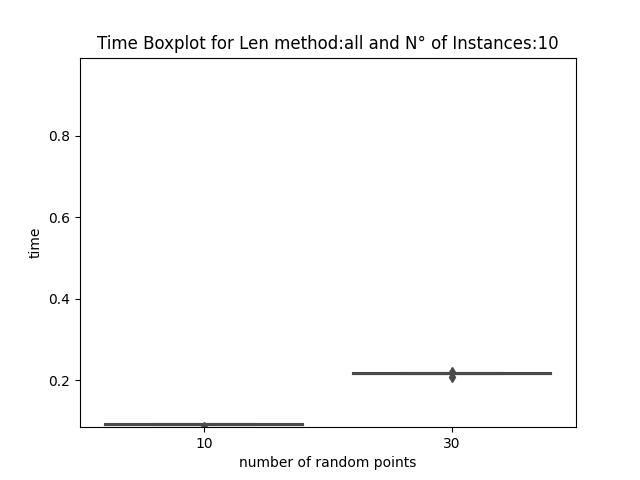 Time Boxplot for Len method:all and N° of Instances:10
0.8
0.6
time
0.4
0.2
10 30
number of random points